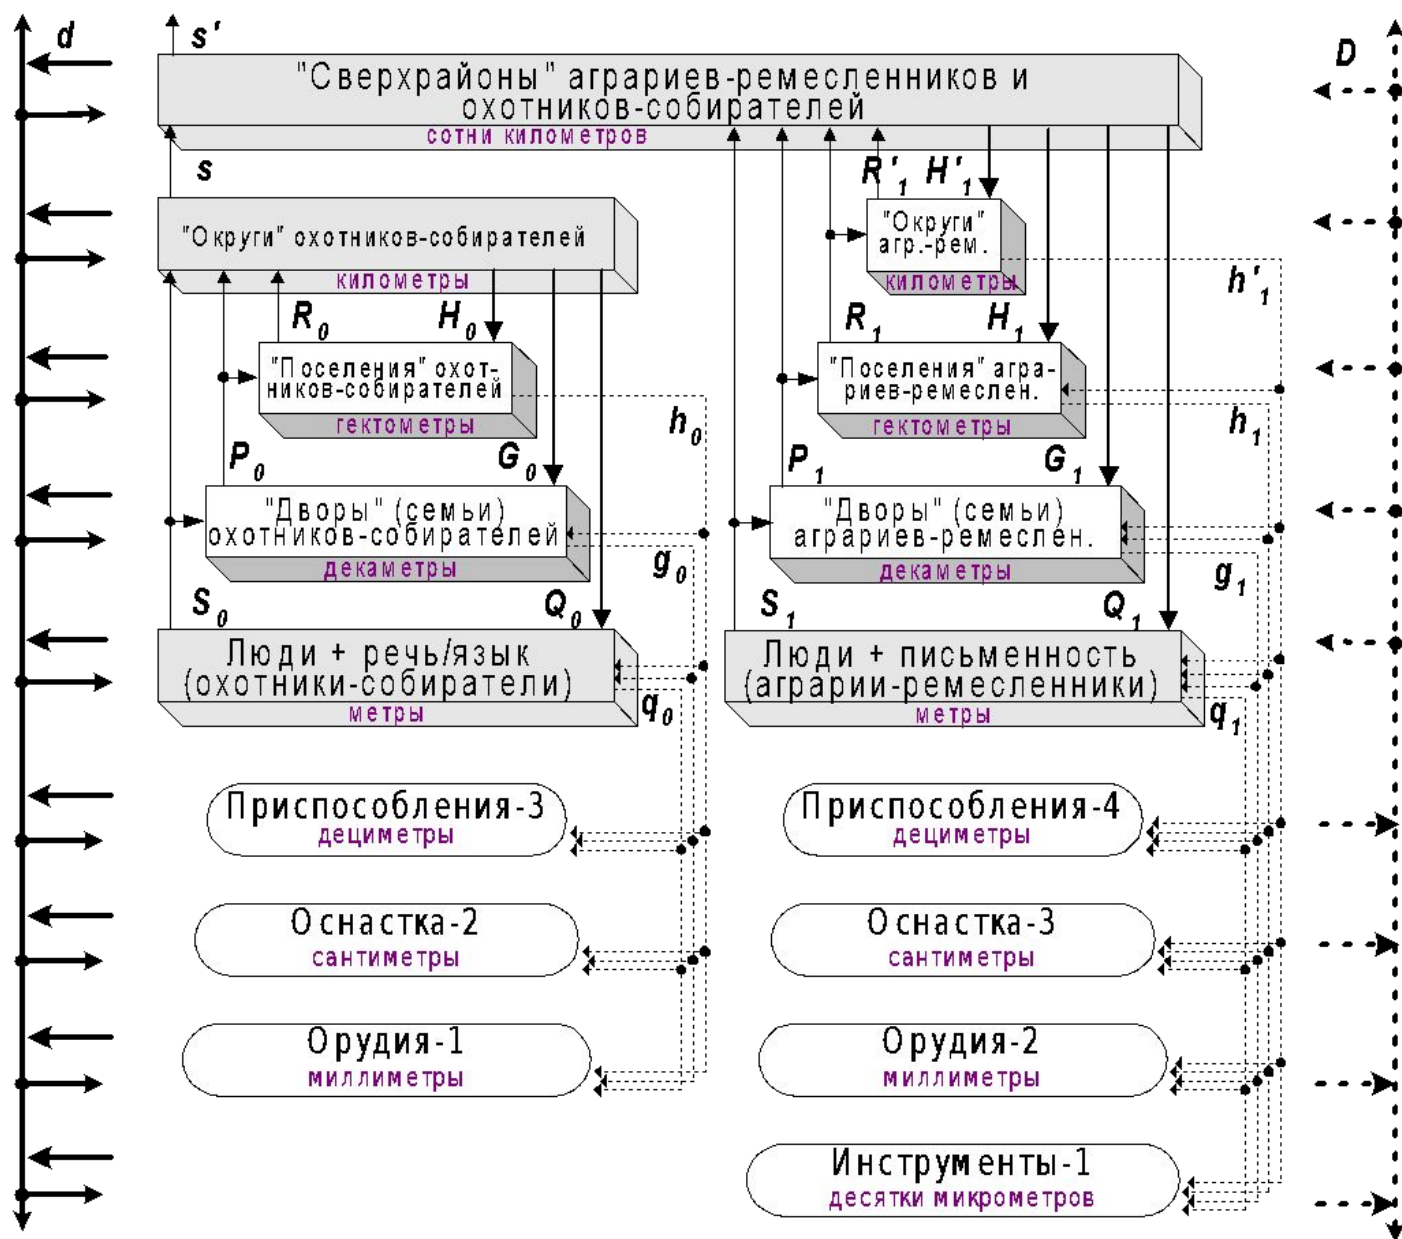 d
s'
D
"Сверхрайоны" аграриев-ремесленников и
охотников-собирателей
сотни километров
s
R'1
H'1
"Округи" охотников-собирателей
километры
"Округи"
агр.-рем.
километры
h'1
R0
H0
R1
H1
"Поселения" охот-
ников-собирателей
гектометры
h0
"Поселения" агра-
риев-ремеслен.
гектометры
h1
P0
G0
P1
G1
"Дворы" (семьи)
охотников-собирателей
декаметры
g0
"Дворы" (семьи)
аграриев-ремеслен.
декаметры
g1
S0
Q0
S1
Q1
Люди + речь/язык
(охотники-собиратели)
метры
q0
Люди + письменность
(аграрии-ремесленники)
метры
q1
Приспособления-3
дециметры
Приспособления-4
дециметры
Оснастка-2
сантиметры
Оснастка-3
сантиметры
Орудия-1
миллиметры
Орудия-2
миллиметры
Инструменты-1
десятки микрометров